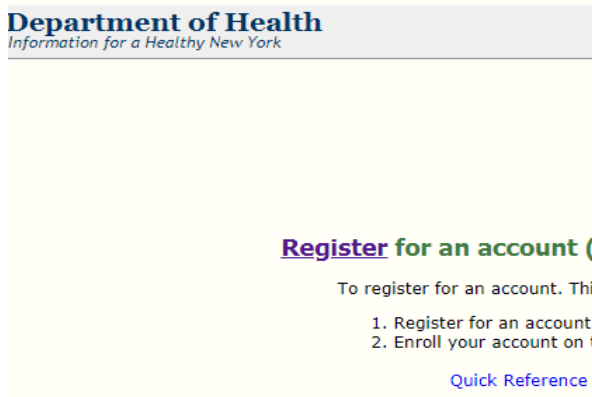 Department of Health
Information for a Healthy New York
Register for an account (
To register for an account. Thi
1. Register for an account
2. Enroll your account on t
Quick Reference